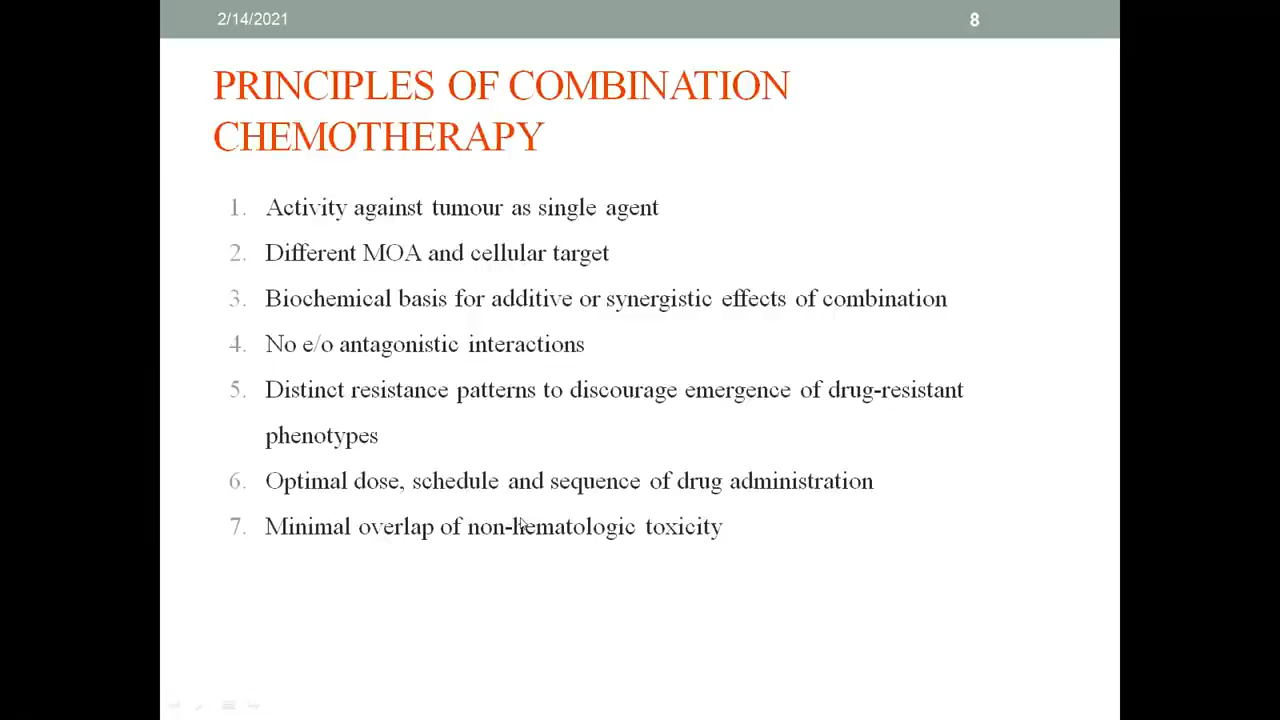 2/14/2021
8
PRINCIPLES OF COMBINATION
CHEMOTHERAPY
1. Activity against tumour as single agent
2. Different MOA and cellular target
3. Biochemical basis for additive or synergistic effects of combination
4. No e/o antagonistic interactions
5. Distinct resistance patterns to discourage emergence of drug-resistant
phenotypes
6. Optimal dose, schedule and sequence of drug administration
7. Minimal overlap of non-hematologic toxicity